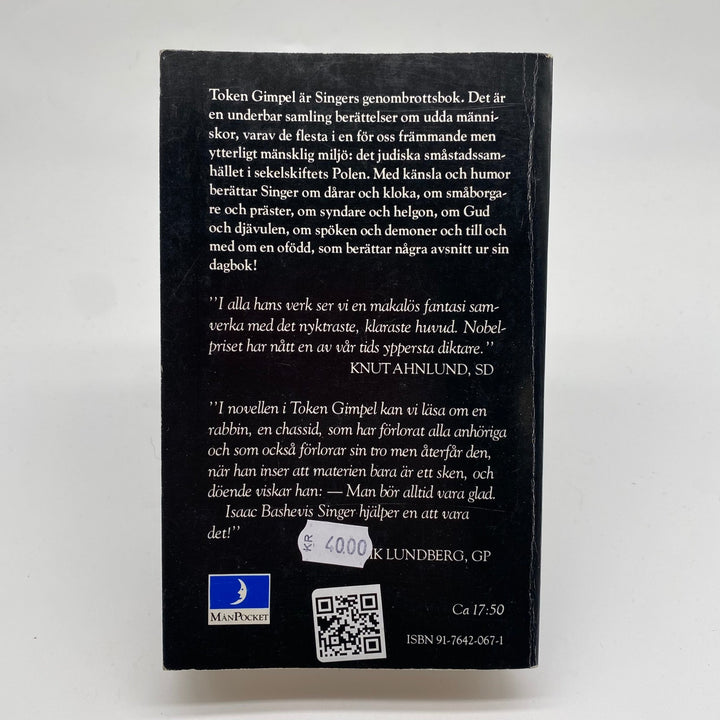 Token Gimpel är Singers genombrottsbok. Det är
en underbar samling berättelser om udda männi-
skor, varav de flesta i en för oss främmande men
ytterligt mänsklig miljö: det judiska småstadssam-
hället i sekelskiftets Polen. Med känsla och humor
berättar Singer om dårar och kloka, om småborga-
re och präster, om syndare och helgon, om Gud
och djävulen, om spöken och demoner och till och
med om en ofödd, som berättar några avsnitt ur sin
dagbok!
"I alla hans verk ser vi en makalös fantasi sam-
verka med det nyktraste, klaraste huvud. Nobel-
priset har nått en av vår tids yppersta diktare."
KNUT AHNLUND, SD
"I novellen i Token Gimpel kan vi läsa om en
rabbin, en chassid, som har förlorat alla anhöriga
och som också förlorar sin tro men återfår den,
när han inser att materien bara är ett sken, och
döende viskar han: — Man bör alltid vara glad.
Isaac Bashevis Singer hjälper en att vara
det!"
KR 40.00
LUNDBERG, GP
MÅNPOCKET
Ca 17:50
ISBN 91-7642-067-1